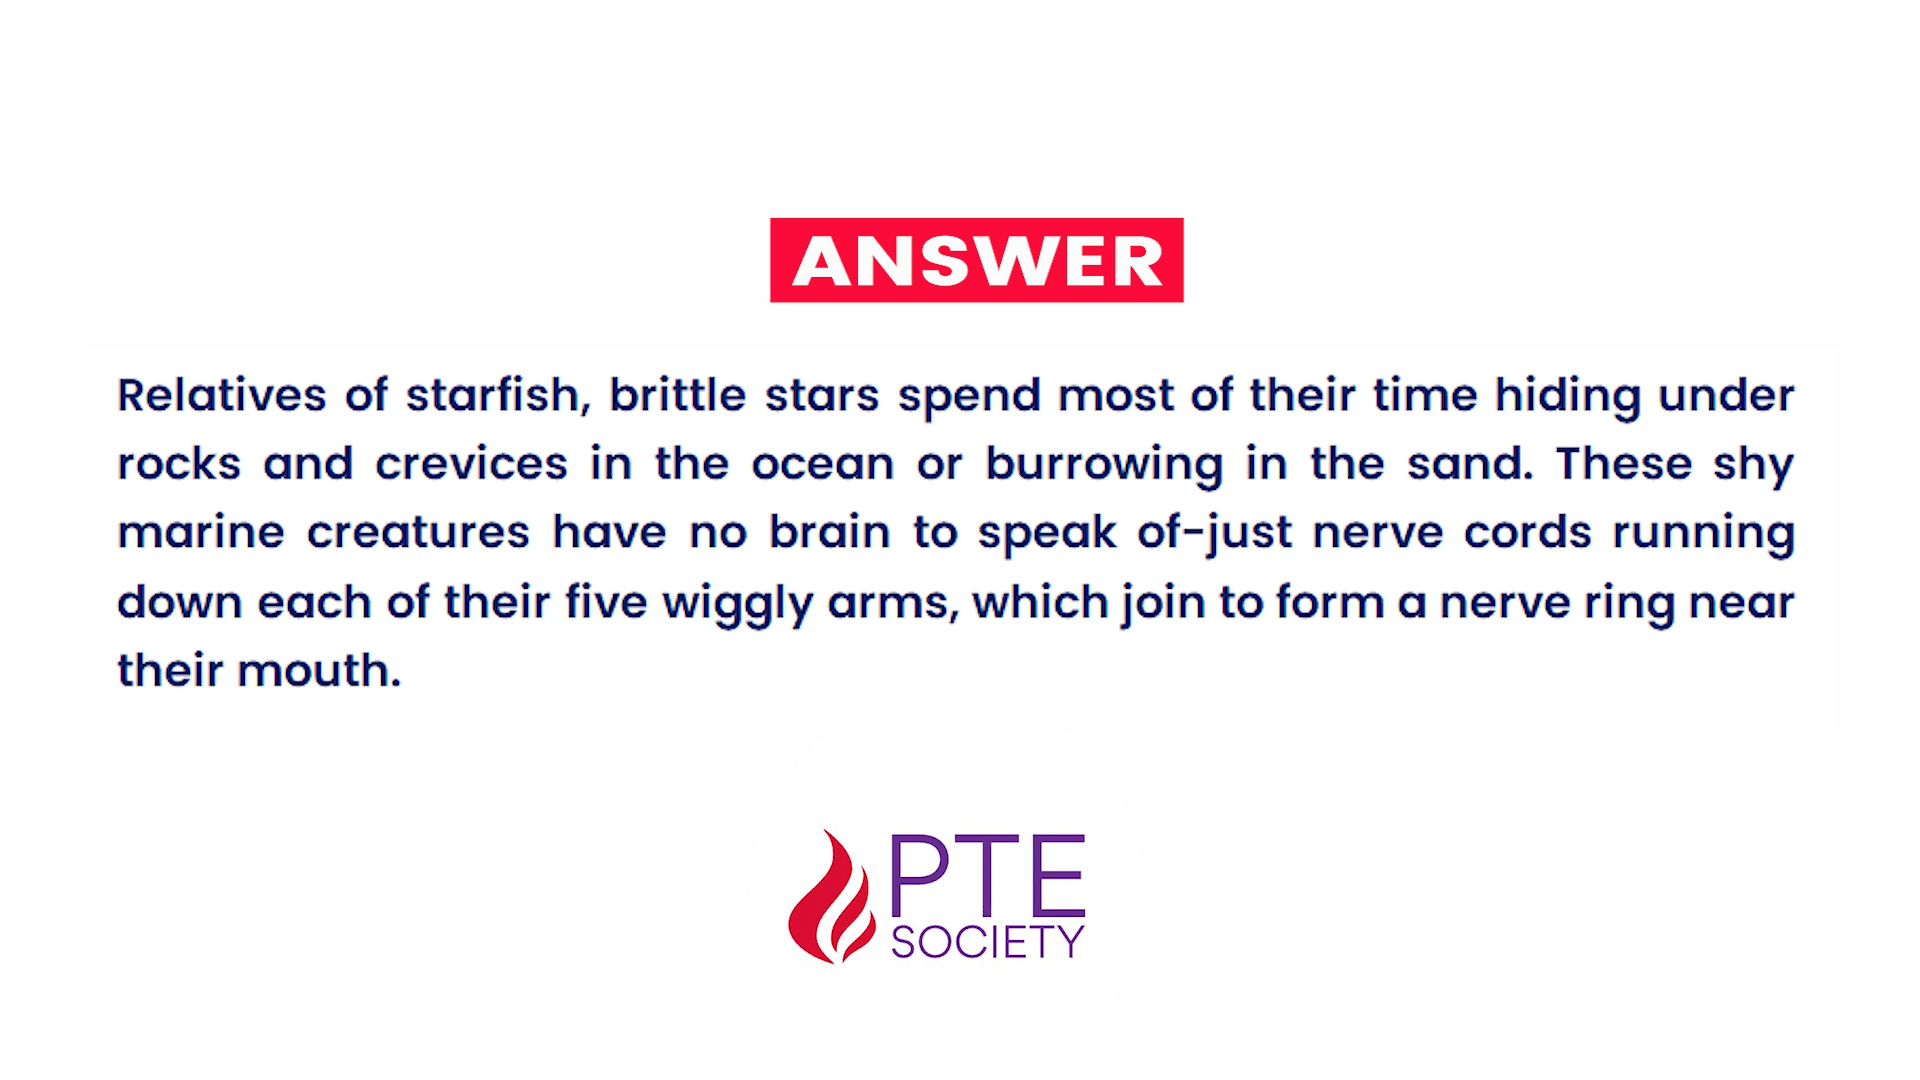 ANSWER
Relatives of starfish, brittle stars spend most of their time hiding under
rocks and crevices in the ocean or burrowing in the sand. These shy
marine creatures have no brain to speak of-just nerve cords running
down each of their five wiggly arms, which join to form a nerve ring near
their mouth.
PTE
SOCIETY